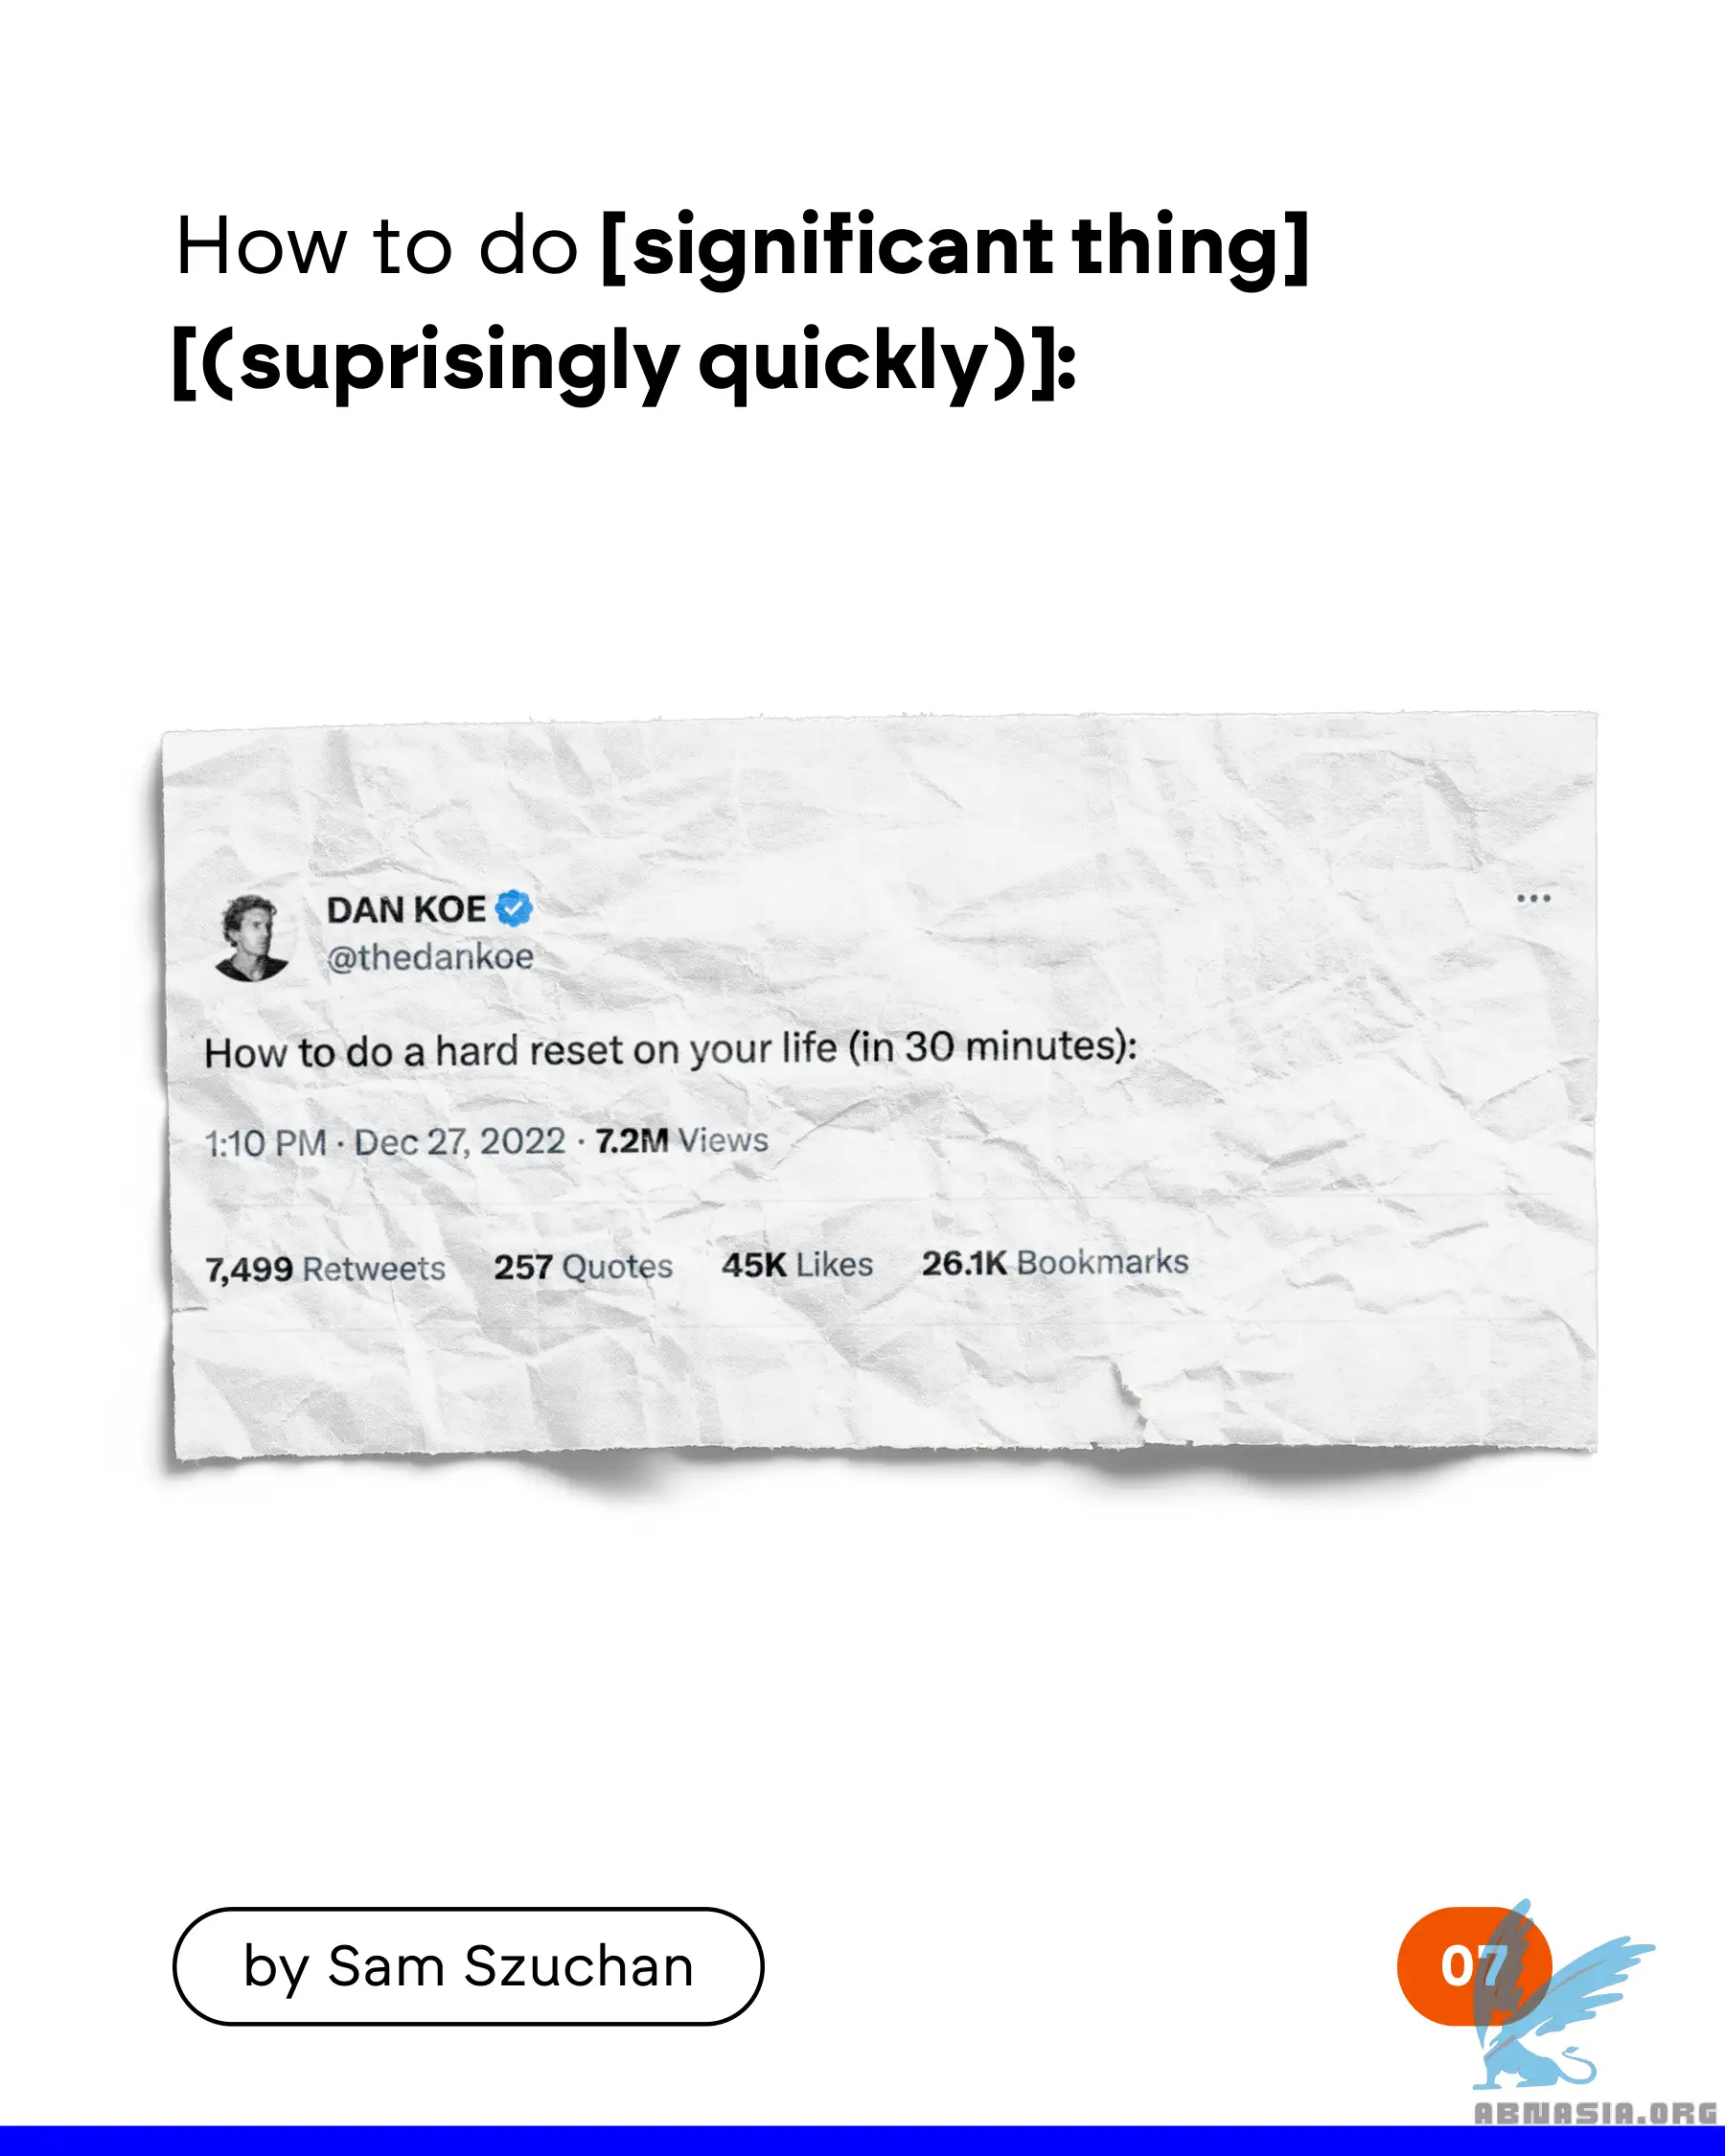 How to do [significant thing]
[(suprisingly quickly)]:
DAN KOE
@thedankoe
How to do a hard reset on your life (in 30 minutes):
1:10 PM · Dec 27, 2022 · 7.2M Views
7,499 Retweets 257 Quotes 45K Likes 26.1K Bookmarks
by Sam Szuchan
07
ABNASIA.ORG